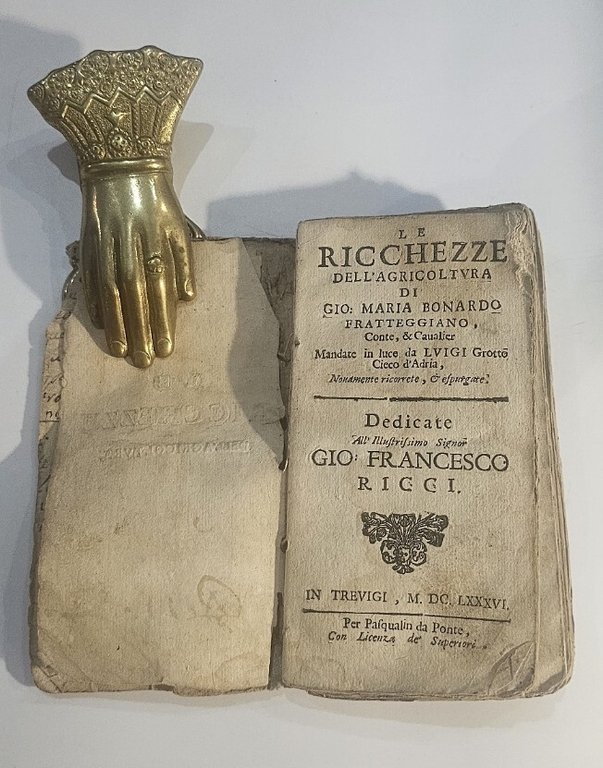 LE
RICCHEZZE
DELL'AGRICOLTVRA
DI
GIO: MARIA BONARDO
FRATTEGGIANO,
Conte, & Caualier
Mandate in luce da LVIGI Grotto
Cieco d'Adria,
Nouamente ricorrete, & espurgate.
Dedicate
All' Illustrissimo Signor
GIO: FRANCESCO
RICCI.
IN TREVIGI, M. DC. LXXXVI.
Per Pasqualin da Ponte,
Con Licenza de' Superiori.